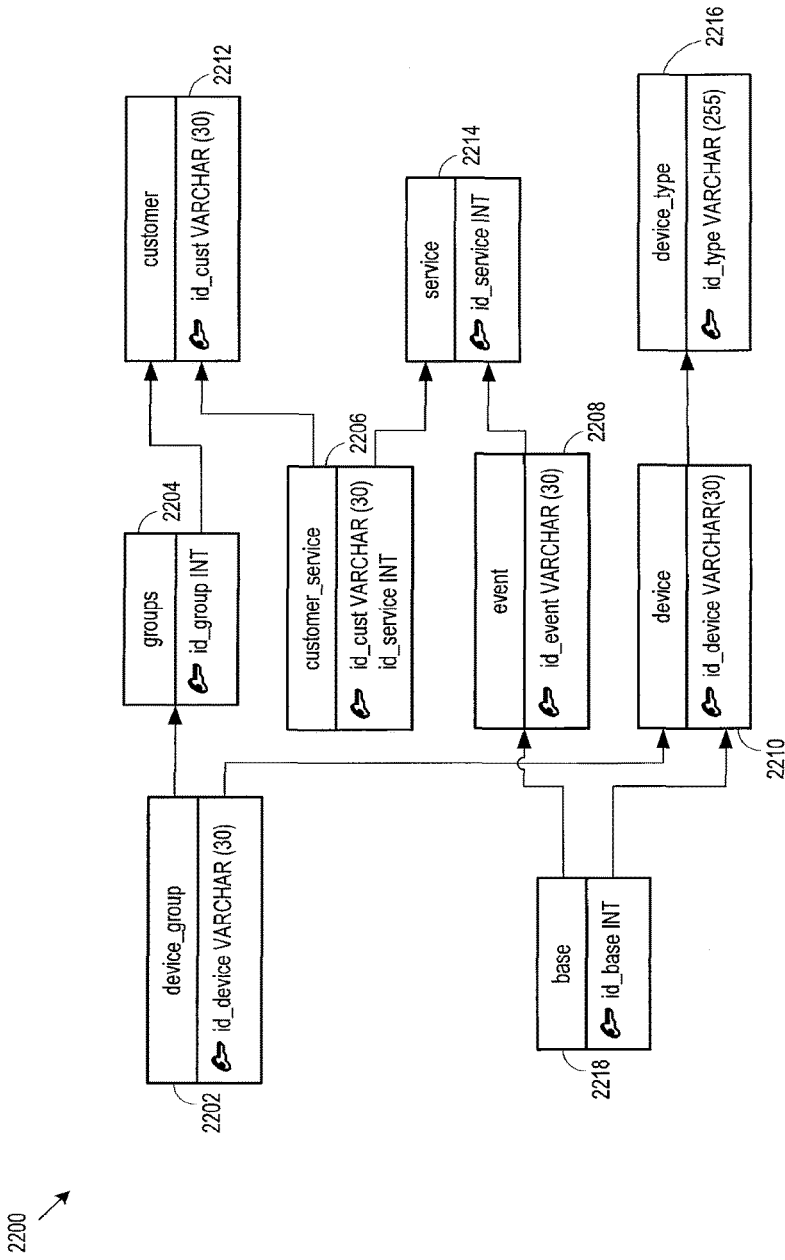 2200
device_group
id_device VARCHAR (30)
2202
groups
id_group INT
2204
customer
id_cust VARCHAR (30)
2212
customer_service
id_cust VARCHAR (30)
id_service INT
2206
service
id_service INT
2214
event
id_event VARCHAR (30)
2208
base
id_base INT
2218
device
id_device VARCHAR(30)
2210
device_type
id_type VARCHAR (255)
2216